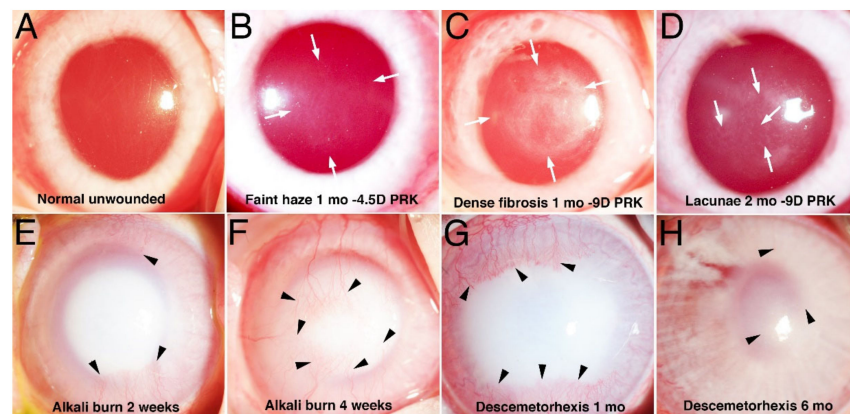 A
Normal unwounded
B
Faint haze 1 mo -4.5D PRK
C
Dense fibrosis 1 mo -9D PRK
D
Lacunae 2 mo -9D PRK
E
Alkali burn 2 weeks
F
Alkali burn 4 weeks
G
Descemetorhexis 1 mo
H
Descemetorhexis 6 mo